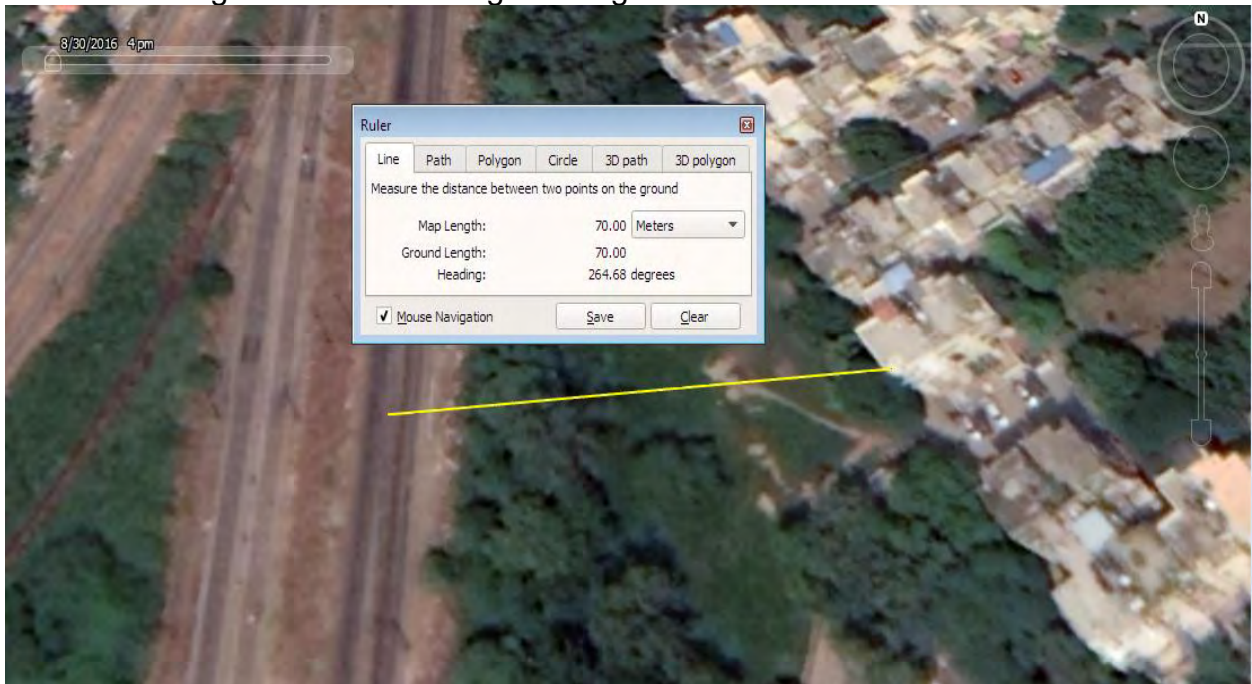 8/30/2016 4 pm
N
Ruler
Line Path Polygon Circle 3D path 3D polygon
Measure the distance between two points on the ground
Map Length: 70.00 Meters
Ground Length: 70.00
Heading: 264.68 degrees
Mouse Navigation Save Clear